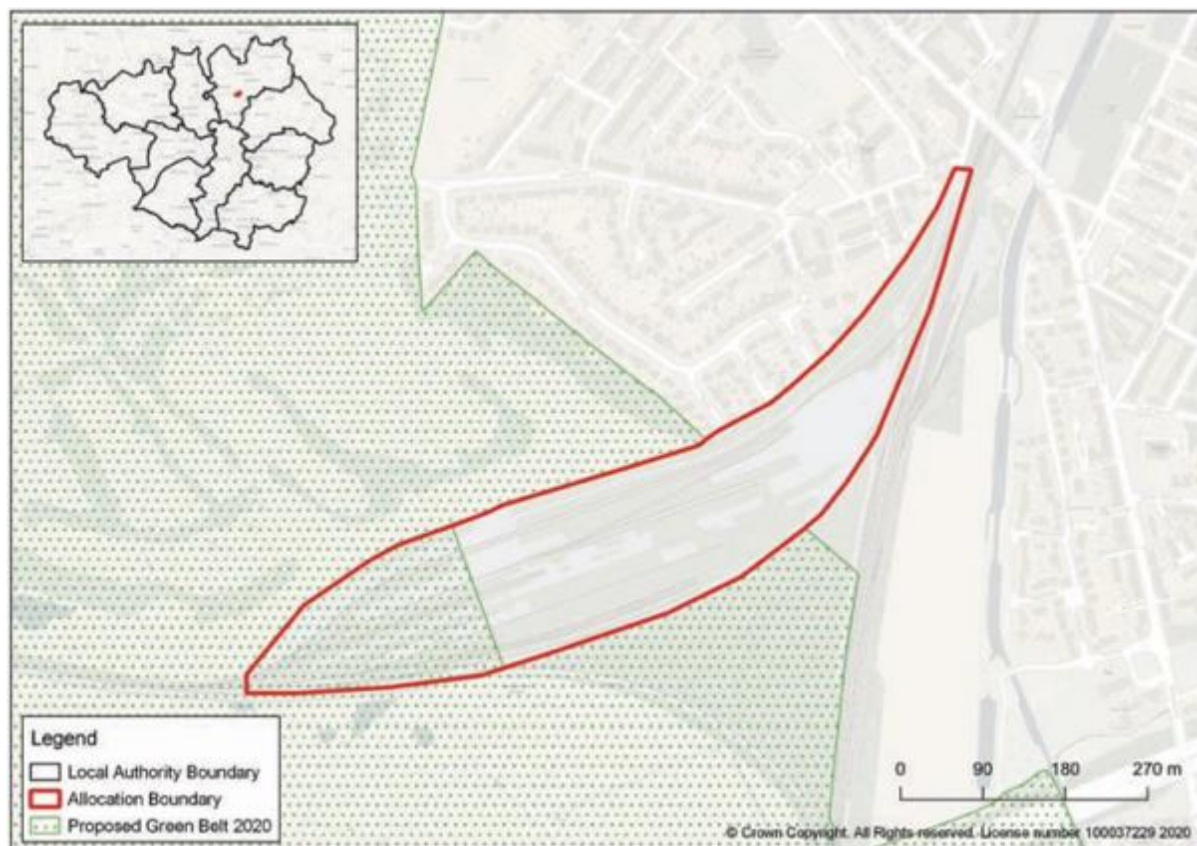 Legend
Local Authority Boundary
Allocation Boundary
Proposed Green Belt 2020
0 90 180 270 m
© Crown Copyright. All Rights reserved. License number 100037229 2020